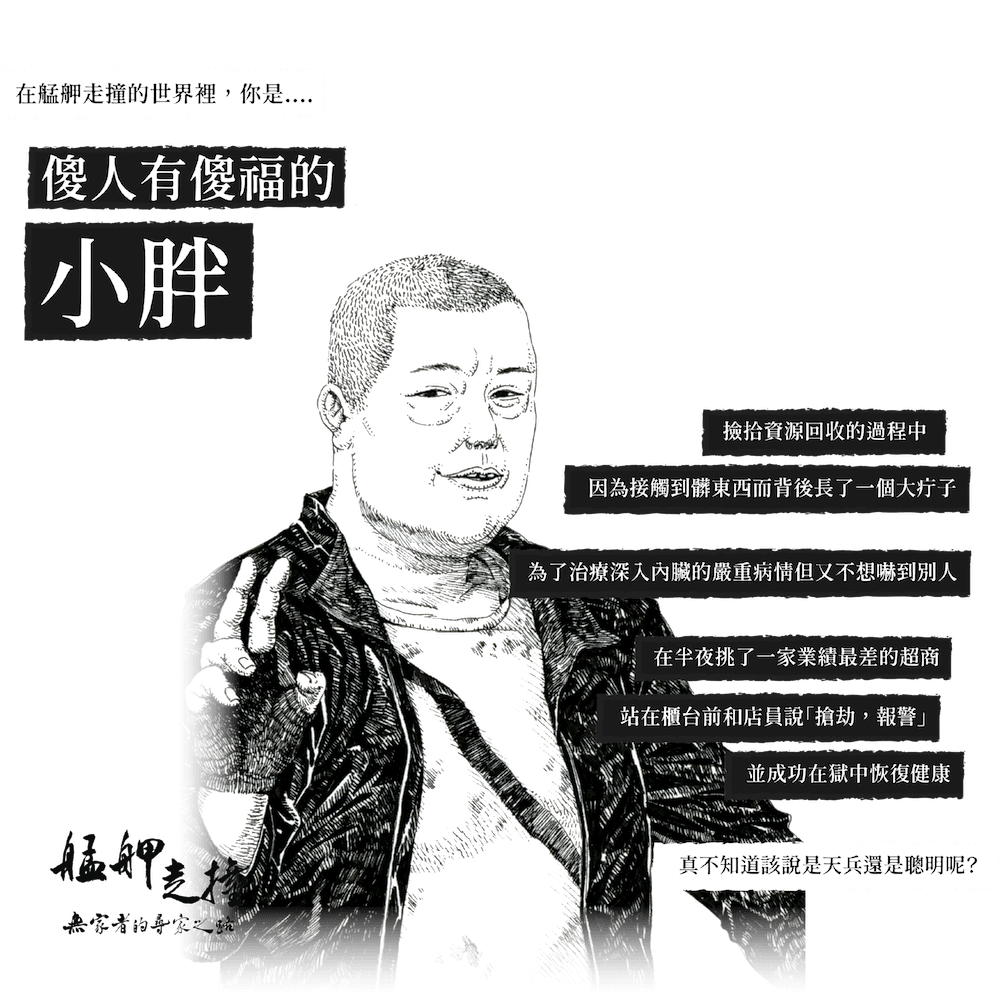 在艋舺走撞的世界裡，你是....
傻人有傻福的
小胖
撿拾資源回收的過程中
因為接觸到髒東西而背後長了一個大疔子
為了治療深入內臟的嚴重病情但又不想嚇到別人
在半夜挑了一家業績最差的超商
站在櫃台前和店員說「搶劫，報警」
並成功在獄中恢復健康
真不知道該說是天兵還是聰明呢?
艋舺走撞
無家者的尋家之路